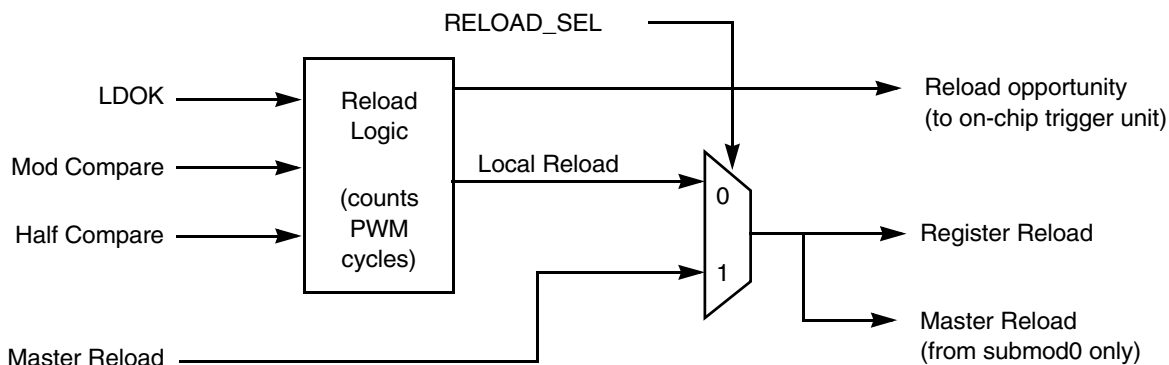 RELOAD_SEL
LDOK
Mod Compare
Half Compare
Master Reload
Reload
Logic
(counts
PWM
cycles)
Local Reload
0
1
Reload opportunity
(to on-chip trigger unit)
Register Reload
Master Reload
(from submod0 only)